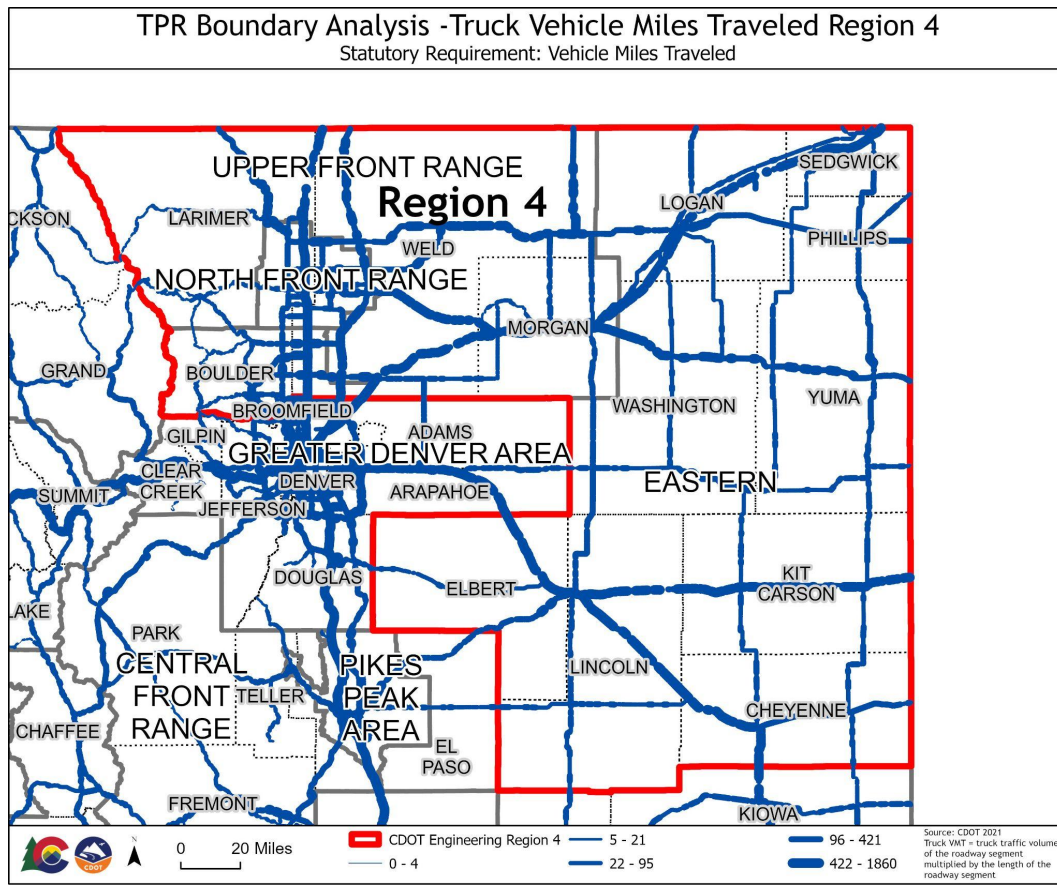 TPR Boundary Analysis -Truck Vehicle Miles Traveled Region 4
Statutory Requirement: Vehicle Miles Traveled
UPPER FRONT RANGE
SEDGWICK
Region 4
LOGAN
CKSON
LARIMER
WELD
PHILLIPS
NORTH FRONT RANGE
MORGAN
GRAND
BOULDER
WASHINGTON
YUMA
BROOMFIELD
GILPIN
ADAMS
GREATER DENVER AREA
CLEAR
CREEK
DENVER
EASTERN
SUMMIT
ARAPAHOE
JEFFERSON
DOUGLAS
ELBERT
KIT
CARSON
LAKE
PARK
CENTRAL
FRONT
RANGE
PIKES
PEAK
AREA
LINCOLN
TELLER
CHEYENNE
CHAFFEE
EL
PASO
FREMONT
KIOWA
CDOT
N
0 20 Miles
CDOT Engineering Region 4
0 - 4
5 - 21
22 - 95
96 - 421
422 - 1860
Source: CDOT 2021
Truck VMT = truck traffic volume
of the roadway segment
multiplied by the length of the
roadway segment